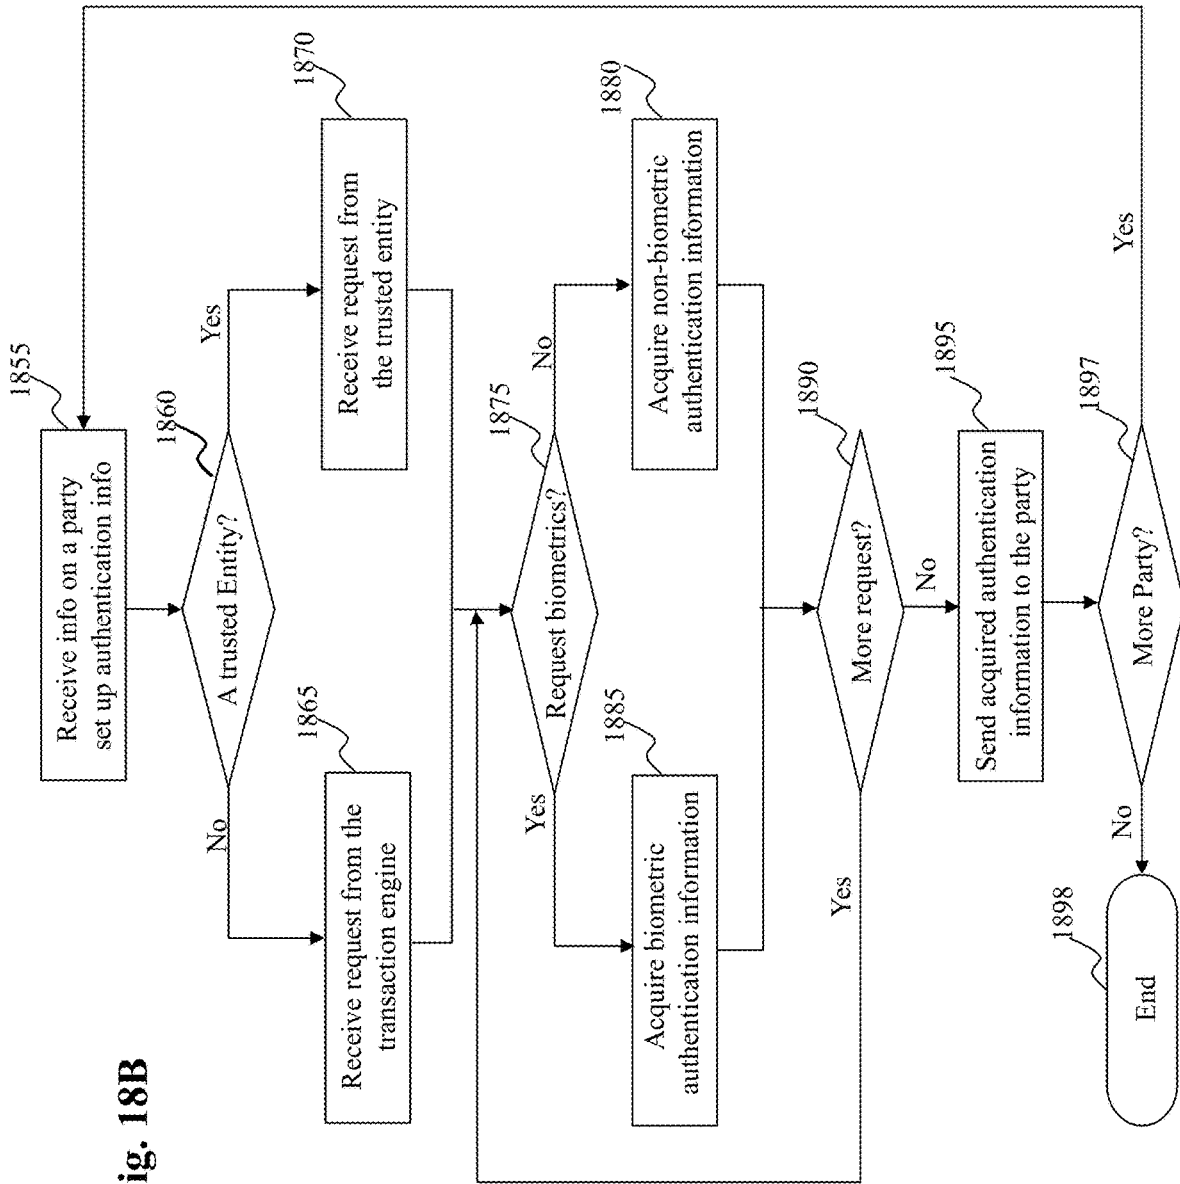 1855
Receive info on a party
set up authentication info
1860
A trusted Entity?
No
Yes
1865
Receive request from the
transaction engine
1870
Receive request from
the trusted entity
1875
Request biometrics?
Yes
No
1885
Acquire biometric
authentication information
1880
Acquire non-biometric
authentication information
1890
More request?
Yes
No
1895
Send acquired authentication
information to the party
1897
More Party?
No
Yes
1898
End
ig. 18B